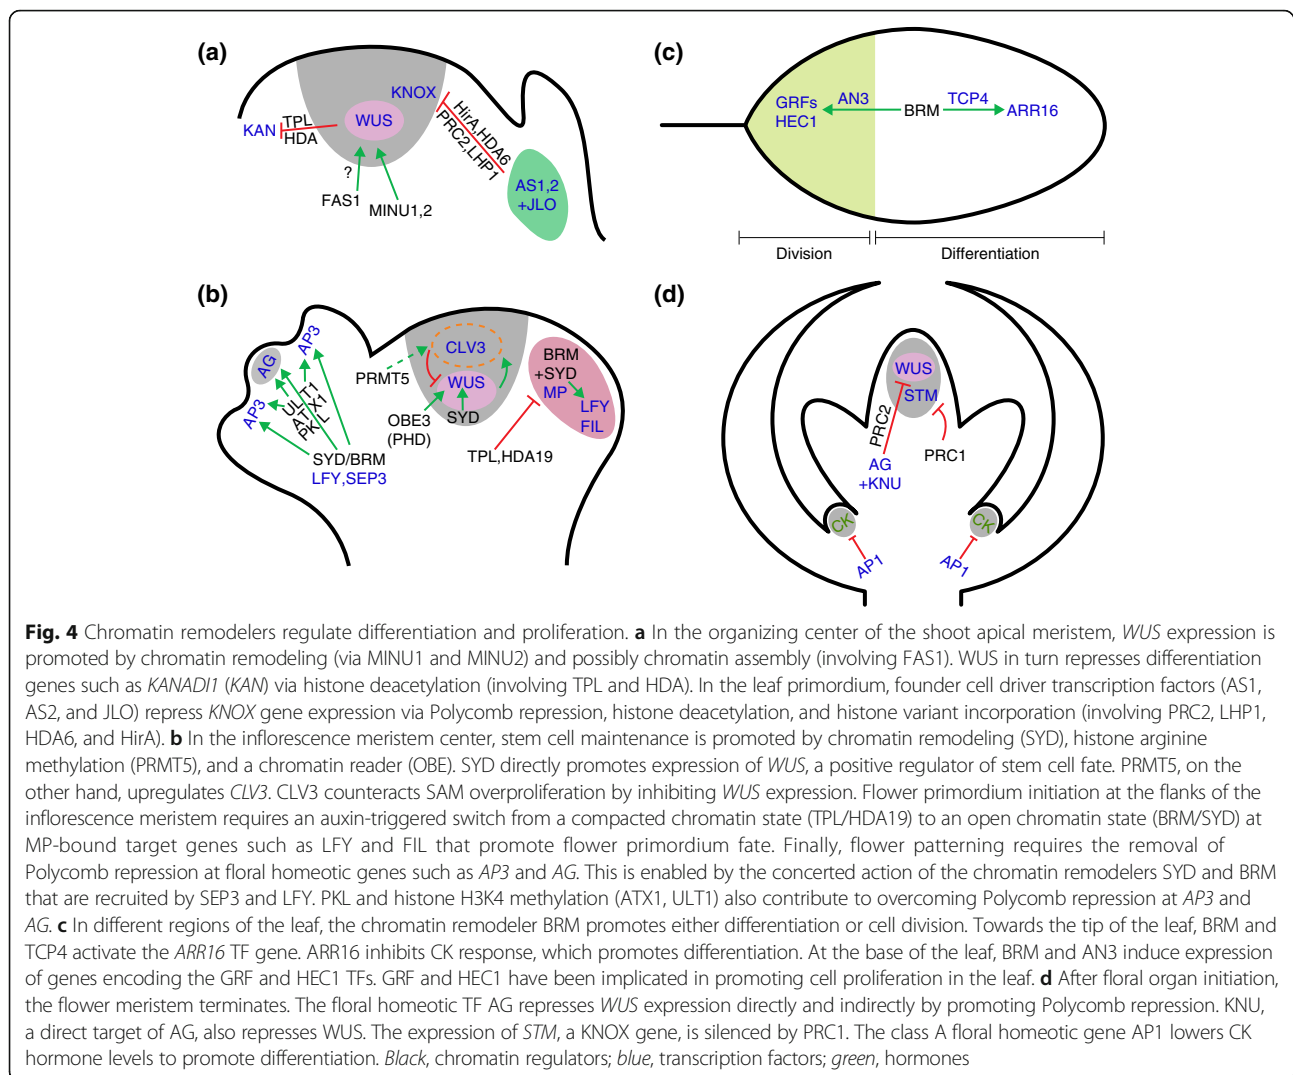 (a)
KNOX
WUS
KAN
TPL
HDA
HirA,HDA6
PRC2,LHP1
?
FAS1
MINU1,2
AS1,2
+JLO
(c)
GRFs
HEC1
AN3
BRM
TCP4
ARR16
Division
Differentiation
(b)
AP3
AG
AP3
ULT1
ATX1
PKL
SYD/BRM
LFY,SEP3
PRMT5
CLV3
WUS
OBE3
(PHD)
SYD
TPL,HDA19
BRM
+SYD
MP
LFY
FIL
(d)
WUS
STM
PRC2
PRC1
AG
+KNU
CK
CK
AP1
AP1
Fig. 4 Chromatin remodelers regulate differentiation and proliferation. a In the organizing center of the shoot apical meristem, WUS expression is
promoted by chromatin remodeling (via MINU1 and MINU2) and possibly chromatin assembly (involving FAS1). WUS in turn represses differentiation
genes such as KANADI1 (KAN) via histone deacetylation (involving TPL and HDA). In the leaf primordium, founder cell driver transcription factors (AS1,
AS2, and JLO) repress KNOX gene expression via Polycomb repression, histone deacetylation, and histone variant incorporation (involving PRC2, LHP1,
HDA6, and HirA). b In the inflorescence meristem center, stem cell maintenance is promoted by chromatin remodeling (SYD), histone arginine
methylation (PRMT5), and a chromatin reader (OBE). SYD directly promotes expression of WUS, a positive regulator of stem cell fate. PRMT5, on the
other hand, upregulates CLV3. CLV3 counteracts SAM overproliferation by inhibiting WUS expression. Flower primordium initiation at the flanks of the
inflorescence meristem requires an auxin-triggered switch from a compacted chromatin state (TPL/HDA19) to an open chromatin state (BRM/SYD) at
MP-bound target genes such as LFY and FIL that promote flower primordium fate. Finally, flower patterning requires the removal of
Polycomb repression at floral homeotic genes such as AP3 and AG. This is enabled by the concerted action of the chromatin remodelers SYD and BRM
that are recruited by SEP3 and LFY. PKL and histone H3K4 methylation (ATX1, ULT1) also contribute to overcoming Polycomb repression at AP3 and
AG. c In different regions of the leaf, the chromatin remodeler BRM promotes either differentiation or cell division. Towards the tip of the leaf, BRM and
TCP4 activate the ARR16 TF gene. ARR16 inhibits CK response, which promotes differentiation. At the base of the leaf, BRM and AN3 induce expression
of genes encoding the GRF and HEC1 TFs. GRF and HEC1 have been implicated in promoting cell proliferation in the leaf. d After floral organ initiation,
the flower meristem terminates. The floral homeotic TF AG represses WUS expression directly and indirectly by promoting Polycomb repression. KNU,
a direct target of AG, also represses WUS. The expression of STM, a KNOX gene, is silenced by PRC1. The class A floral homeotic gene AP1 lowers CK
hormone levels to promote differentiation. Black, chromatin regulators; blue, transcription factors; green, hormones